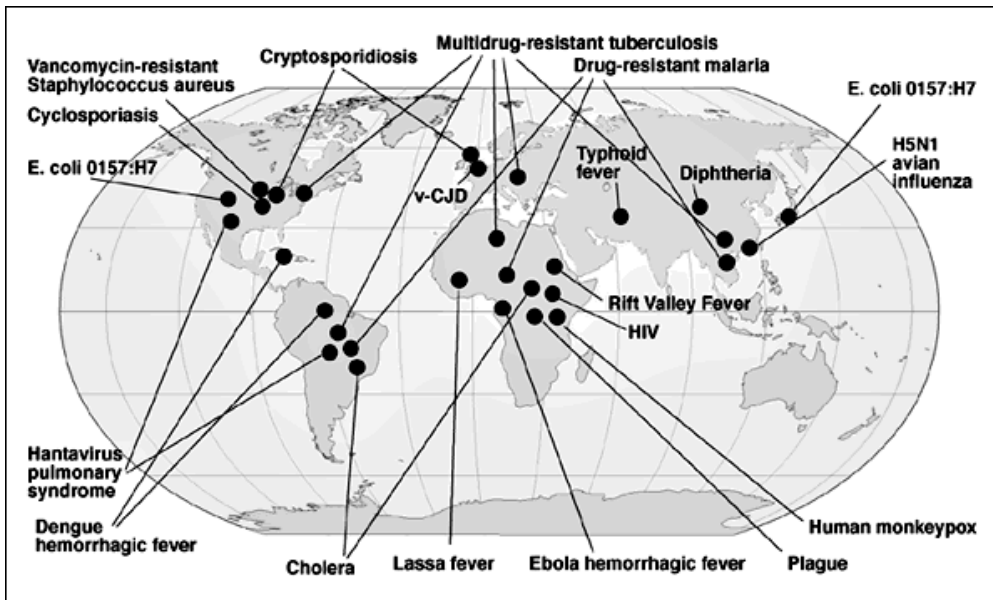 Multidrug-resistant tuberculosis
Cryptosporidiosis
Vancomycin-resistant
Staphylococcus aureus
Drug-resistant malaria
E. coli 0157:H7
Cyclosporiasis
H5N1
avian
influenza
E. coli 0157:H7
Typhoid
fever
Diphtheria
v-CJD
Rift Valley Fever
HIV
Hantavirus
pulmonary
syndrome
Dengue
hemorrhagic fever
Human monkeypox
Cholera
Lassa fever
Ebola hemorrhagic fever
Plague